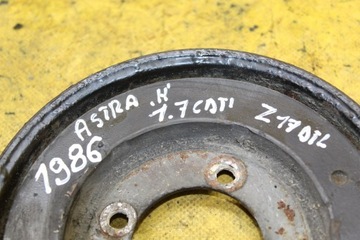 ASTRA "H"
1.7 CDTI
Z17DTL
1986